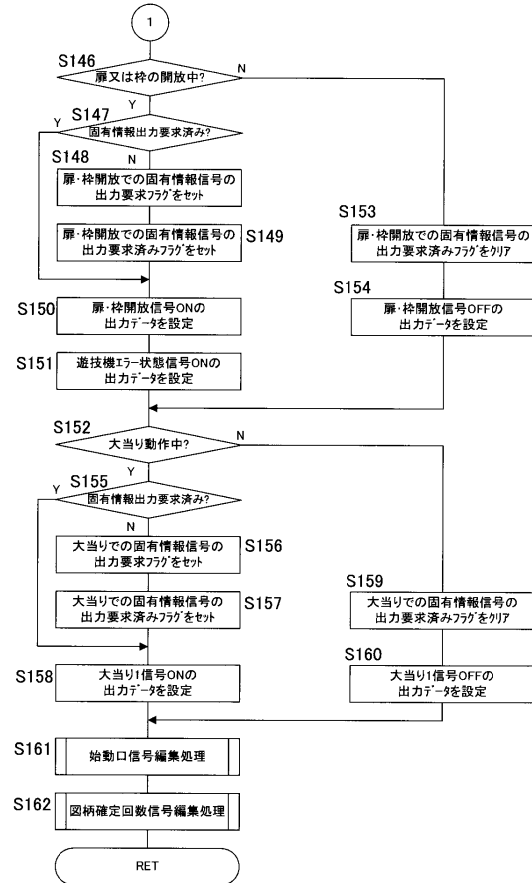 1
S146
扉又は枠の開放中?
N
Y
S147
Y
固有情報出力要求済み?
N
S148
扉・枠開放での固有情報信号の
出力要求フラグをセット
扉・枠開放での固有情報信号の
出力要求済みフラグをセット
S149
S153
扉・枠開放での固有情報信号の
出力要求済みフラグをクリア
S150
扉・枠開放信号ONの
出力データを設定
S154
扉・枠開放信号OFFの
出力データを設定
S151
遊技機エラー状態信号ONの
出力データを設定
S152
大当り動作中?
N
Y
S155
Y
固有情報出力要求済み?
N
大当りでの固有情報信号の
出力要求フラグをセット
S156
大当りでの固有情報信号の
出力要求済みフラグをセット
S157
S159
大当りでの固有情報信号の
出力要求済みフラグをクリア
S158
大当り1信号ONの
出力データを設定
S160
大当り1信号OFFの
出力データを設定
S161
始動口信号編集処理
S162
図柄確定回数信号編集処理
RET